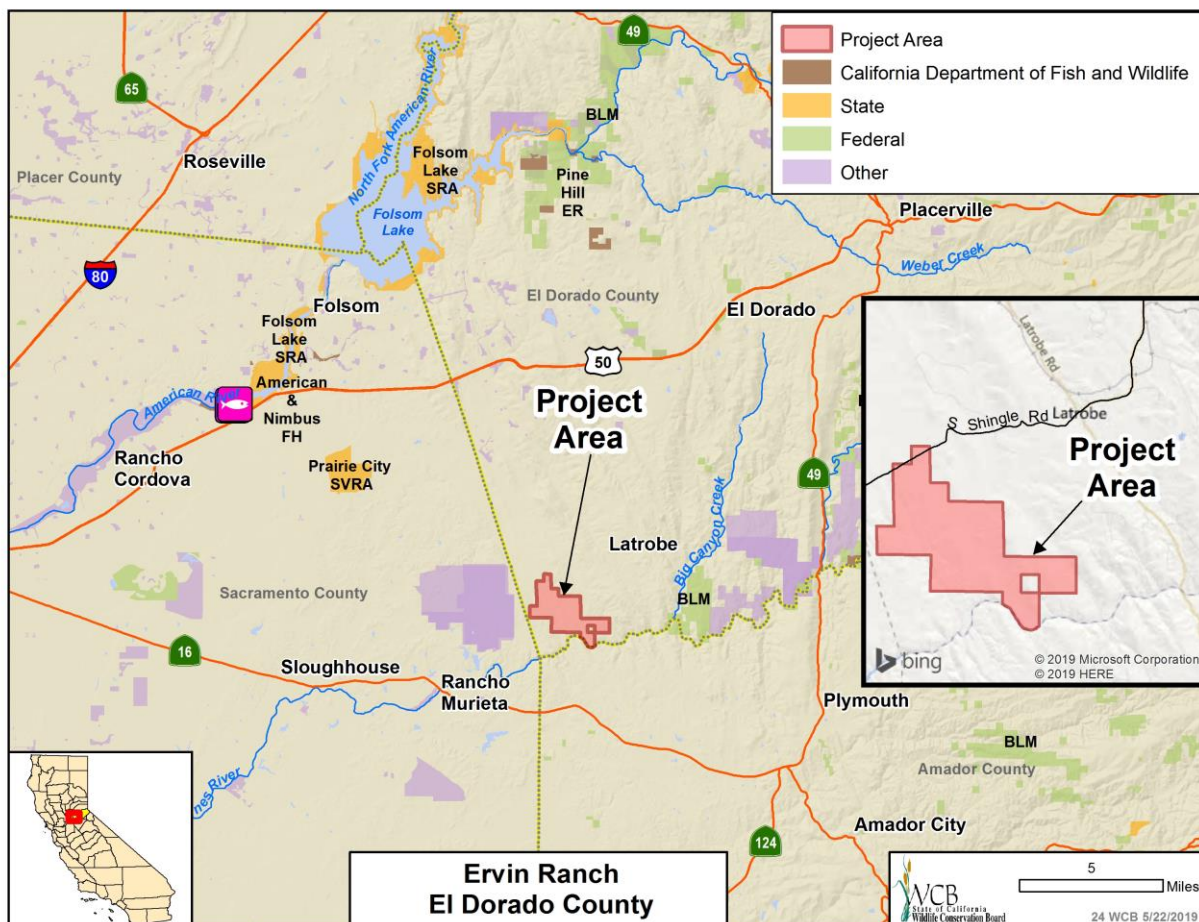 49
65
BLM
North Fork American River
Roseville
Folsom
Lake
SRA
Placer County
Pine
Hill
ER
Folsom
Lake
Placerville
Weber Creek
80
Folsom
El Dorado County
El Dorado
Folsom
Lake
SRA
50
American River
American
&
Nimbus
FH
Project
Area
Rancho
Cordova
Prairie City
SVRA
49
Latrobe
Big Canyon Creek
Sacramento County
BLM
16
Sloughhouse
Rancho
Murieta
Plymouth
BLM
Amador County
nes River
Amador City
124
Project Area
California Department of Fish and Wildlife
State
Federal
Other
Latrobe Rd
Latrobe
S Shingle Rd
Project
Area
bing
© 2019 Microsoft Corporation
© 2019 HERE
Ervin Ranch
El Dorado County
WCB
State of California
Wildlife Conservation Board
5
Miles
24 WCB 5/22/2019